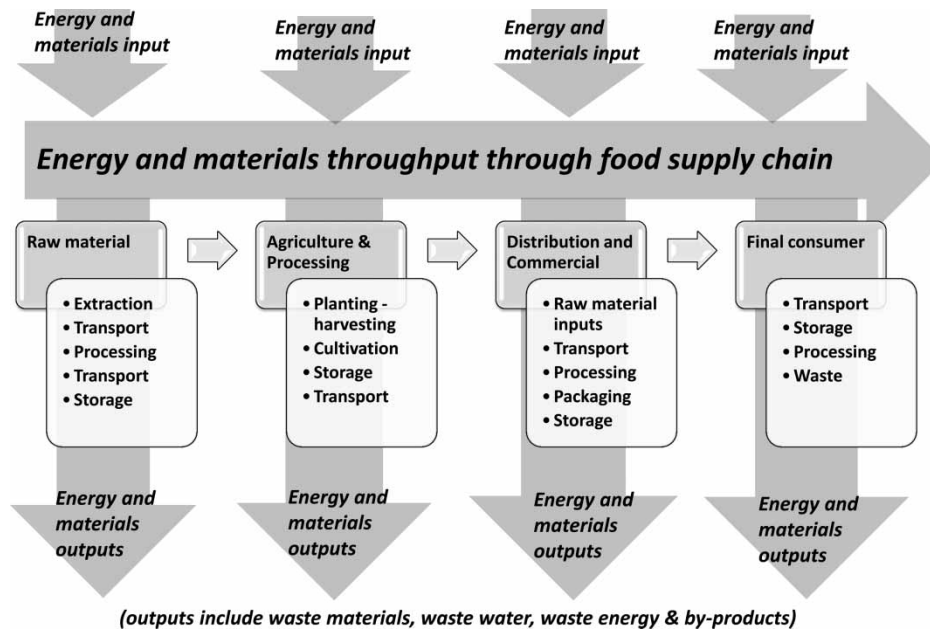 Energy and
materials input
Energy and
materials input
Energy and
materials input
Energy and
materials input
Energy and materials throughput through food supply chain
Raw material
• Extraction
• Transport
• Processing
• Transport
• Storage
Agriculture &
Processing
• Planting -
harvesting
• Cultivation
• Storage
• Transport
Distribution and
Commercial
• Raw material
inputs
• Transport
• Processing
• Packaging
• Storage
Final consumer
• Transport
• Storage
• Processing
• Waste
Energy and
materials
outputs
Energy and
materials
outputs
Energy and
materials
outputs
Energy and
materials
outputs
(outputs include waste materials, waste water, waste energy & by-products)